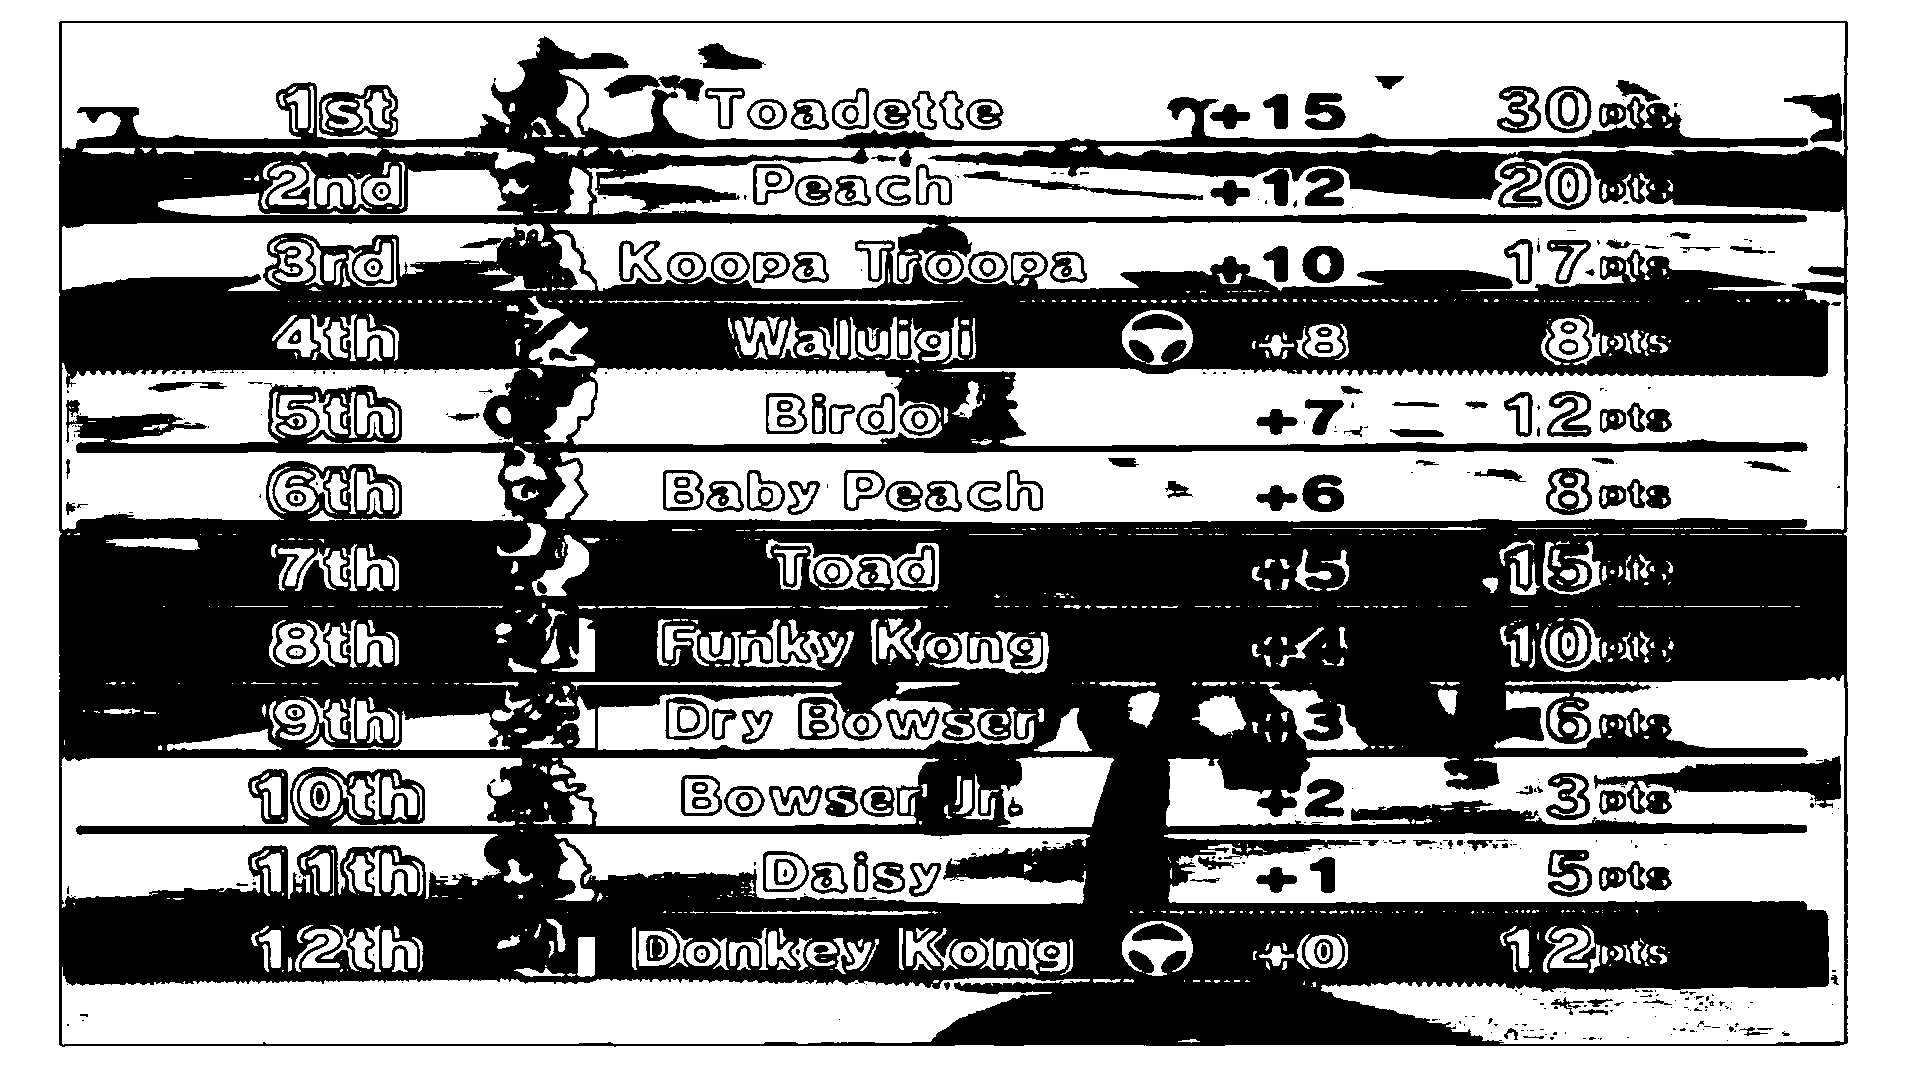 1st Toadette +15 30pts
2nd Peach +12 20pts
3rd Koopa Troopa +10 17pts
4th Waluigi +8 8pts
5th Birdo +7 12pts
6th Baby Peach +6 8pts
7th Toad +5 15pts
8th Funky Kong +4 10pts
9th Dry Bowser +3 6pts
10th Bowser Jr. +2 3pts
11th Daisy +1 5pts
12th Donkey Kong +0 12pts